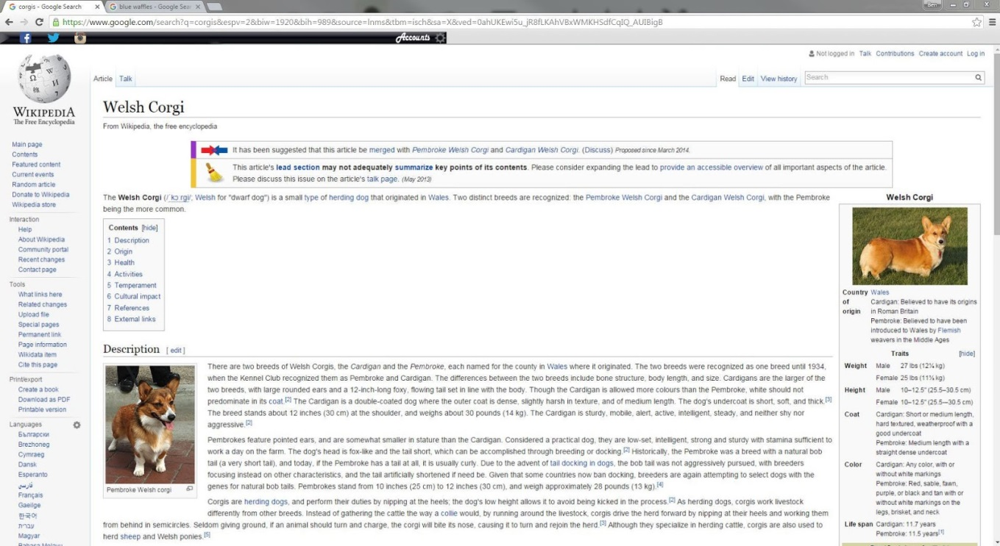 corgis - Google Search
blue waffles - Google Sear
Ben
https://www.google.com/search?q=corgis&espv=2&biw=1920&bih=989&source=lnms&tbm=isch&sa=X&ved=0ahUKEwi5u_jR8fLKAhVBxWMKHSdfCqIQ_AUIBigB
Accounts
Not logged in Talk Contributions Create account Log in
Article Talk
Read Edit View history Search
WIKIPEDIA
The Free Encyclopedia
Main page
Contents
Featured content
Current events
Random article
Donate to Wikipedia
Wikipedia store
Interaction
Help
About Wikipedia
Community portal
Recent changes
Contact page
Tools
What links here
Related changes
Upload file
Special pages
Permanent link
Page information
Wikidata item
Cite this page
Print/export
Create a book
Download as PDF
Printable version
Languages
Български
Brezhoneg
Cymraeg
Dansk
Esperanto
فارسی
Français
Gaeilge
한국어
עברית
Magyar
Bahasa Melayu
Welsh Corgi
From Wikipedia, the free encyclopedia
It has been suggested that this article be merged with Pembroke Welsh Corgi and Cardigan Welsh Corgi. (Discuss) Proposed since March 2014.
This article's lead section may not adequately summarize key points of its contents. Please consider expanding the lead to provide an accessible overview of all important aspects of the article.
Please discuss this issue on the article's talk page. (May 2013)
The Welsh Corgi (/ˈkɔːrɡi/; Welsh for "dwarf dog") is a small type of herding dog that originated in Wales. Two distinct breeds are recognized: the Pembroke Welsh Corgi and the Cardigan Welsh Corgi, with the Pembroke
being the more common.
Contents [hide]
1 Description
2 Origin
3 Health
4 Activities
5 Temperament
6 Cultural impact
7 References
8 External links
Description [ edit ]
Pembroke Welsh corgi
There are two breeds of Welsh Corgis, the Cardigan and the Pembroke, each named for the county in Wales where it originated. The two breeds were recognized as one breed until 1934,
when the Kennel Club recognized them as Pembroke and Cardigan. The differences between the two breeds include bone structure, body length, and size. Cardigans are the larger of the
two breeds, with large rounded ears and a 12-inch-long foxy, flowing tail set in line with the body. Though the Cardigan is allowed more colours than the Pembroke, white should not
predominate in its coat.[2] The Cardigan is a double-coated dog where the outer coat is dense, slightly harsh in texture, and of medium length. The dog's undercoat is short, soft, and thick.[3]
The breed stands about 12 inches (30 cm) at the shoulder, and weighs about 30 pounds (14 kg). The Cardigan is sturdy, mobile, alert, active, intelligent, steady, and neither shy nor
aggressive.[2]
Pembrokes feature pointed ears, and are somewhat smaller in stature than the Cardigan. Considered a practical dog, they are low-set, intelligent, strong and sturdy with stamina sufficient to
work a day on the farm. The dog's head is fox-like and the tail short, which can be accomplished through breeding or docking.[2] Historically, the Pembroke was a breed with a natural bob
tail (a very short tail), and today, if the Pembroke has a tail at all, it is usually curly. Due to the advent of tail docking in dogs, the bob tail was not aggressively pursued, with breeders
focusing instead on other characteristics, and the tail artificially shortened if need be. Given that some countries now ban docking, breeders are again attempting to select dogs with the
genes for natural bob tails. Pembrokes stand from 10 inches (25 cm) to 12 inches (30 cm), and weigh approximately 28 pounds (13 kg).[4]
Corgis are herding dogs, and perform their duties by nipping at the heels; the dog's low height allows it to avoid being kicked in the process.[2] As herding dogs, corgis work livestock
differently from other breeds. Instead of gathering the cattle the way a collie would, by running around the livestock, corgis drive the herd forward by nipping at their heels and working them
from behind in semicircles. Seldom giving ground, if an animal should turn and charge, the corgi will bite its nose, causing it to turn and rejoin the herd.[3] Although they specialize in herding cattle, corgis are also used to
herd sheep and Welsh ponies.[5]
Welsh Corgi
Country of origin Wales
Cardigan: Believed to have its origins
in Roman Britain
Pembroke: Believed to have been
introduced to Wales by Flemish
weavers in the Middle Ages
Traits [hide]
Weight Male 27 lbs (12¼ kg)
Female 25 lbs (11¼ kg)
Height Male 10–12.5" (25.5–30.5 cm)
Female 10–12.5" (25.5–30.5 cm)
Coat Cardigan: Short or medium length,
hard textured, weatherproof with a
good undercoat
Pembroke: Medium length with a
straight dense undercoat
Color Cardigan: Any color, with or
without white markings
Pembroke: Red, sable, fawn,
purple, or black and tan with or
without white markings on the
legs, brisket, and neck
Life span Cardigan: 11.7 years
Pembroke: 11.5 years[1]